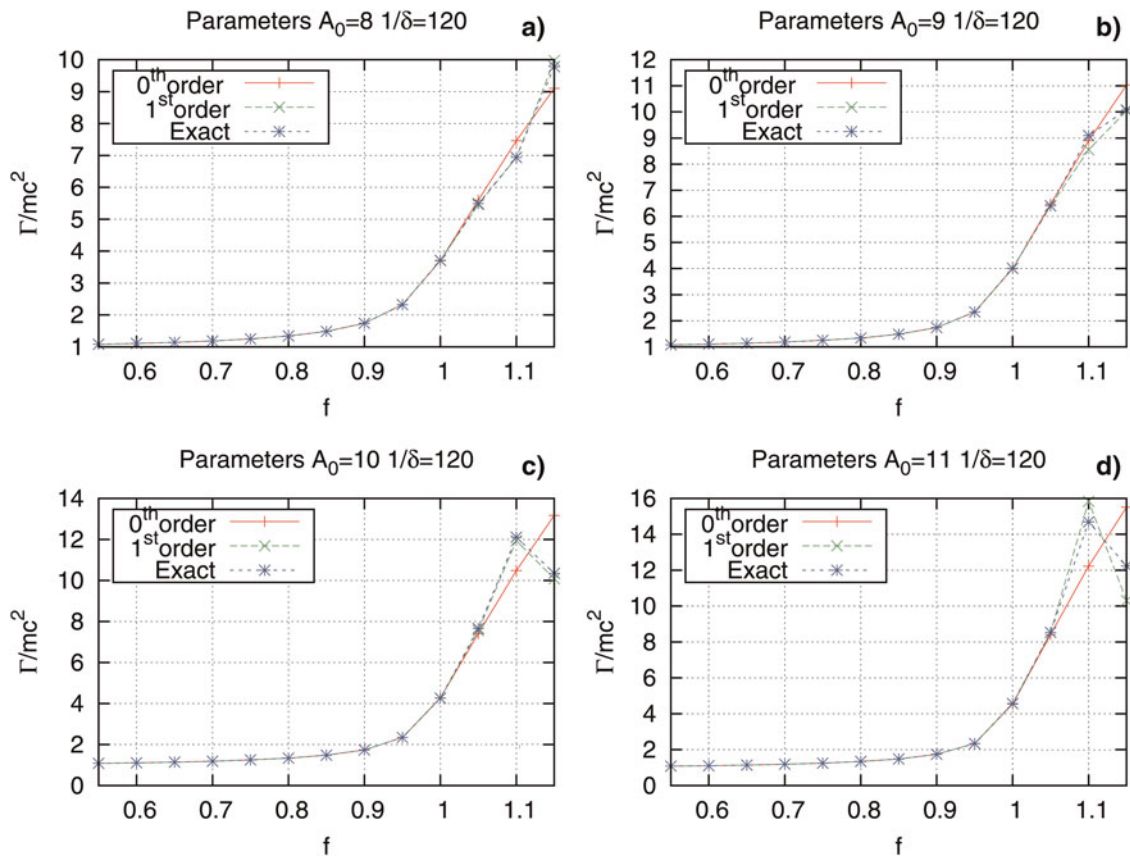 Parameters A₀=8 1/δ=120 a)
10
9
8
7
6
5
4
3
2
1
0ᵗʰorder
1ˢᵗorder
Exact
Γ/mc²
0.6 0.7 0.8 0.9 1 1.1
f
Parameters A₀=9 1/δ=120 b)
12
11
10
9
8
7
6
5
4
3
2
1
0ᵗʰorder
1ˢᵗorder
Exact
Γ/mc²
0.6 0.7 0.8 0.9 1 1.1
f
Parameters A₀=10 1/δ=120 c)
14
12
10
8
6
4
2
0
0ᵗʰorder
1ˢᵗorder
Exact
Γ/mc²
0.6 0.7 0.8 0.9 1 1.1
f
Parameters A₀=11 1/δ=120 d)
16
14
12
10
8
6
4
2
0
0ᵗʰorder
1ˢᵗorder
Exact
Γ/mc²
0.6 0.7 0.8 0.9 1 1.1
f